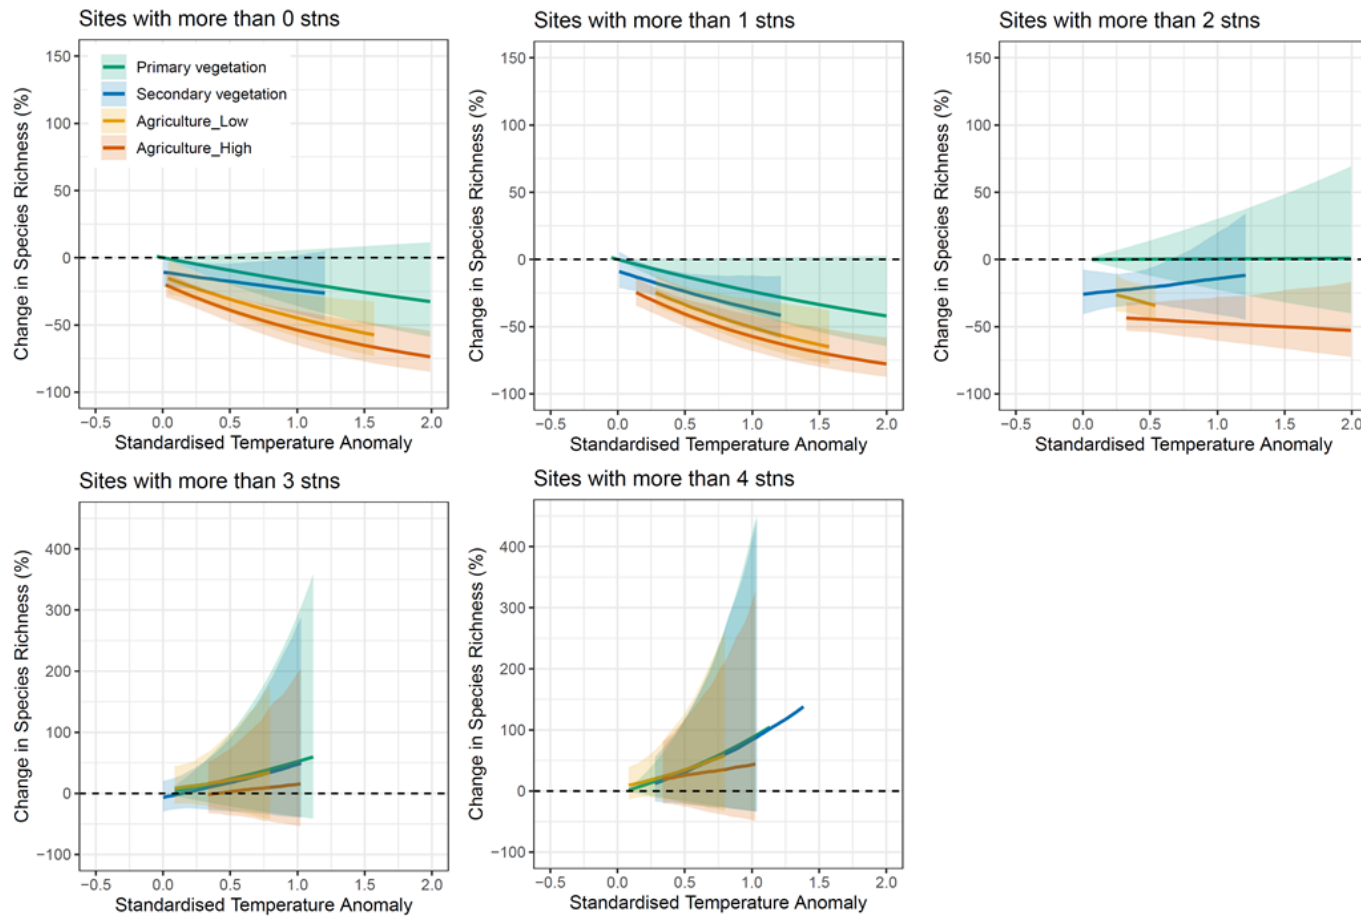 Sites with more than 0 stns
Change in Species Richness (%)
150
100
50
0
−50
−100
Primary vegetation
Secondary vegetation
Agriculture_Low
Agriculture_High
−0.5 0.0 0.5 1.0 1.5 2.0
Standardised Temperature Anomaly
Sites with more than 1 stns
Change in Species Richness (%)
150
100
50
0
−50
−100
−0.5 0.0 0.5 1.0 1.5 2.0
Standardised Temperature Anomaly
Sites with more than 2 stns
Change in Species Richness (%)
150
100
50
0
−50
−100
−0.5 0.0 0.5 1.0 1.5 2.0
Standardised Temperature Anomaly
Sites with more than 3 stns
Change in Species Richness (%)
400
300
200
100
0
−100
−0.5 0.0 0.5 1.0 1.5 2.0
Standardised Temperature Anomaly
Sites with more than 4 stns
Change in Species Richness (%)
400
300
200
100
0
−100
−0.5 0.0 0.5 1.0 1.5 2.0
Standardised Temperature Anomaly